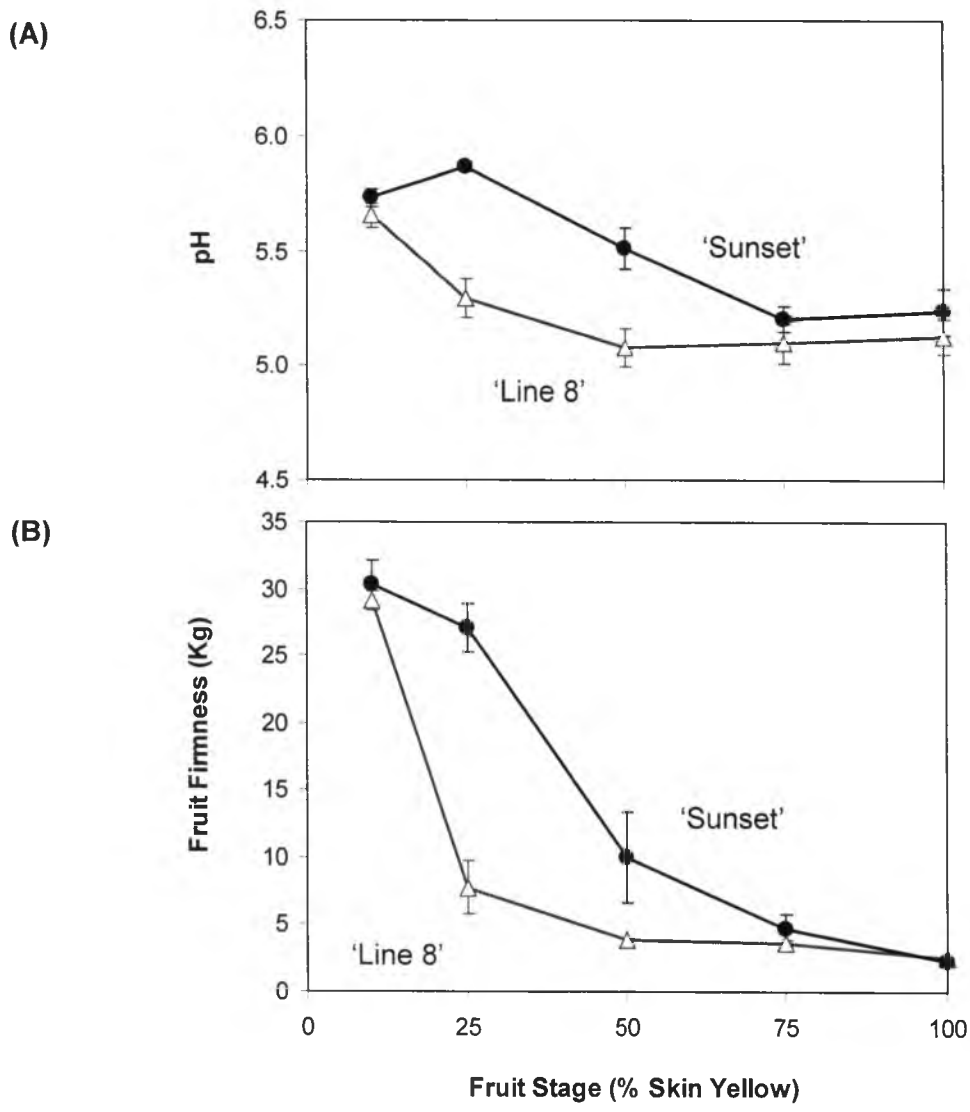 (A)
6.5
6.0
5.5
5.0
4.5
pH
'Sunset'
'Line 8'
(B)
35
30
25
20
15
10
5
0
Fruit Firmness (Kg)
'Sunset'
'Line 8'
0 25 50 75 100
Fruit Stage (% Skin Yellow)